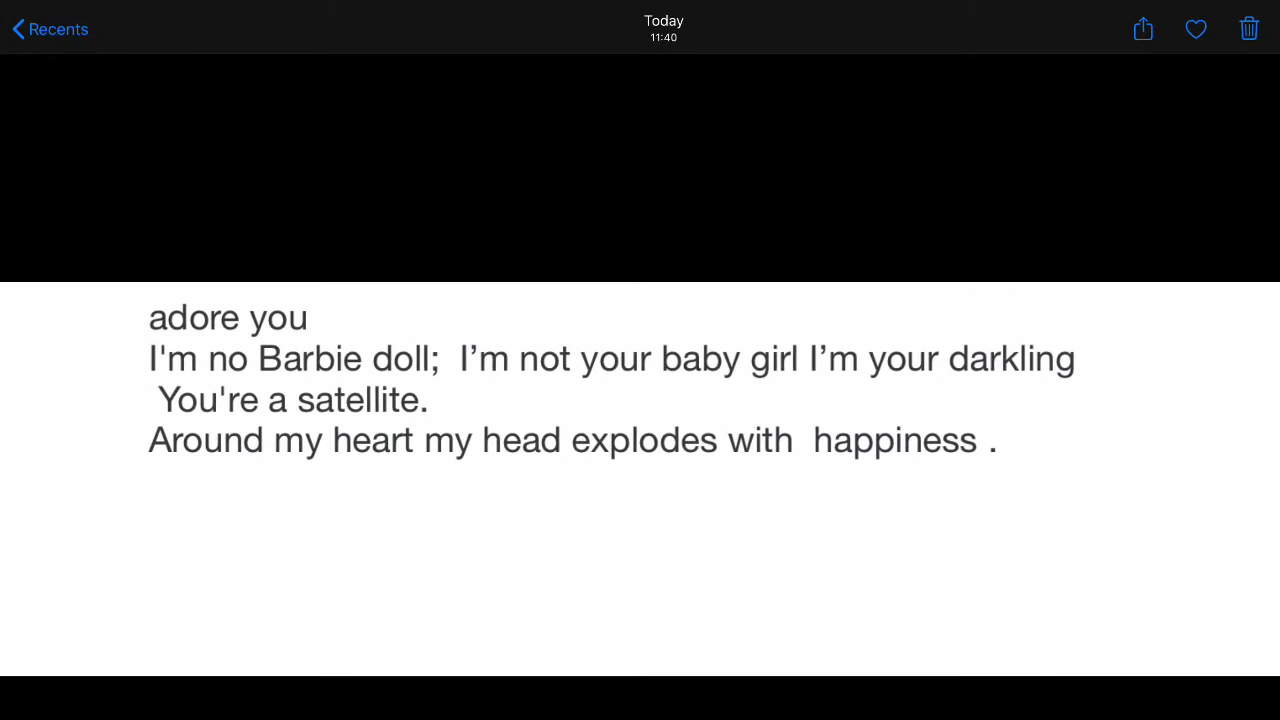 Recents
Today
11:40
adore you
I'm no Barbie doll;  I’m not your baby girl I’m your darkling
You're a satellite.
Around my heart my head explodes with  happiness .